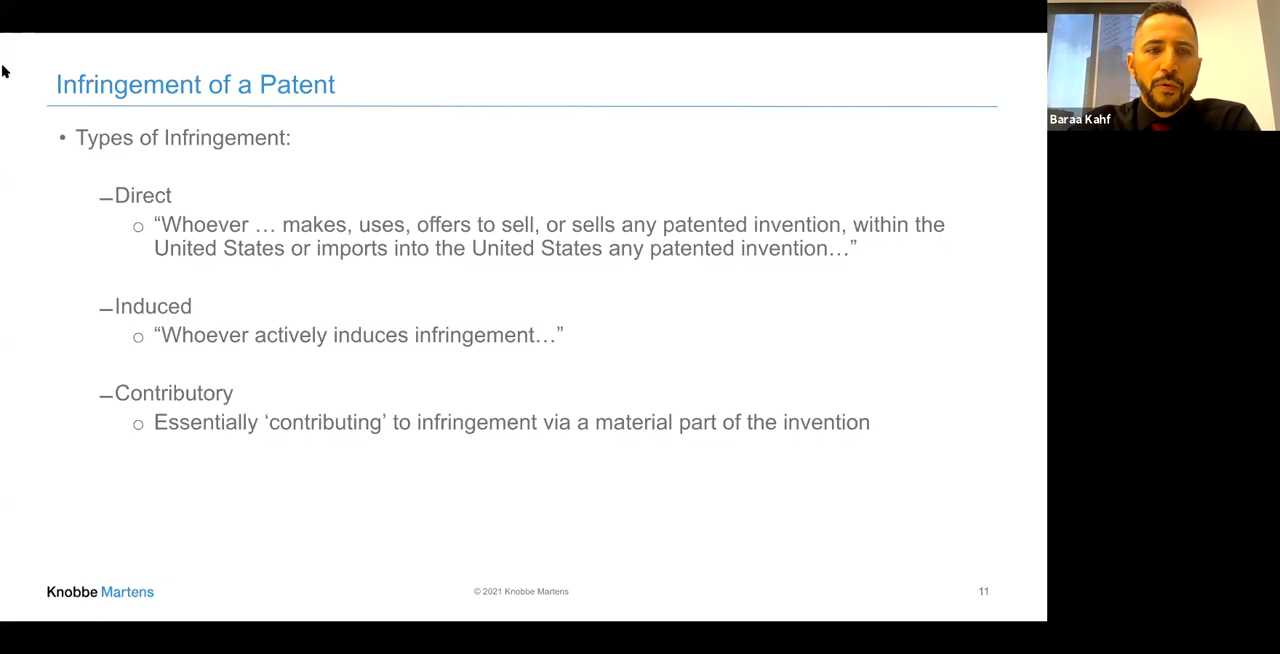 Infringement of a Patent
• Types of Infringement:
–Direct
o “Whoever … makes, uses, offers to sell, or sells any patented invention, within the
United States or imports into the United States any patented invention…”
–Induced
o “Whoever actively induces infringement…”
–Contributory
o Essentially ‘contributing’ to infringement via a material part of the invention
Knobbe Martens
© 2021 Knobbe Martens
11
Baraa Kahf